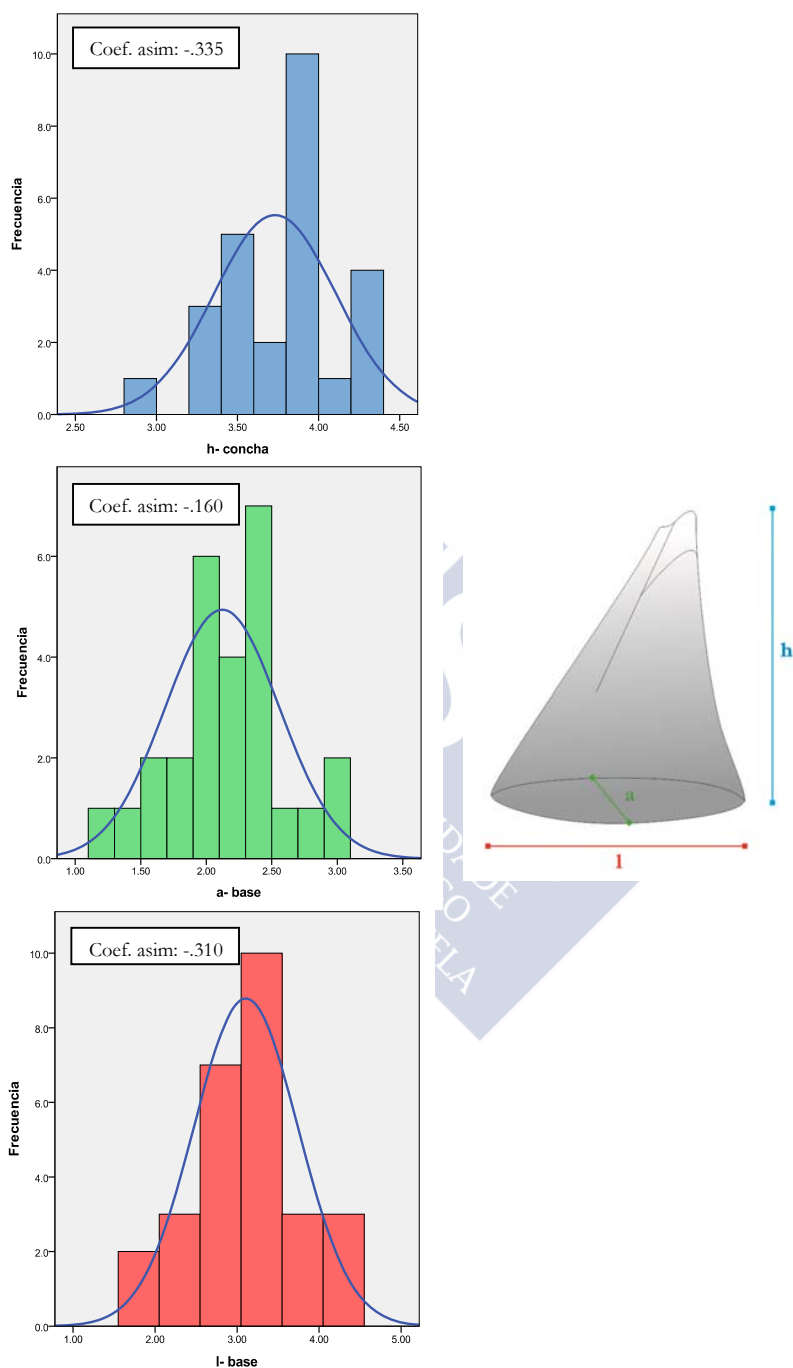 Coef. asim: -.335
10.0
8.0
6.0
4.0
2.0
0.0
Frecuencia
2.50 3.00 3.50 4.00 4.50
h- concha
Coef. asim: -.160
6.0
4.0
2.0
0.0
Frecuencia
1.00 1.50 2.00 2.50 3.00 3.50
a- base
h
a
l
Coef. asim: -.310
10.0
8.0
6.0
4.0
2.0
0.0
Frecuencia
1.00 2.00 3.00 4.00 5.00
l- base